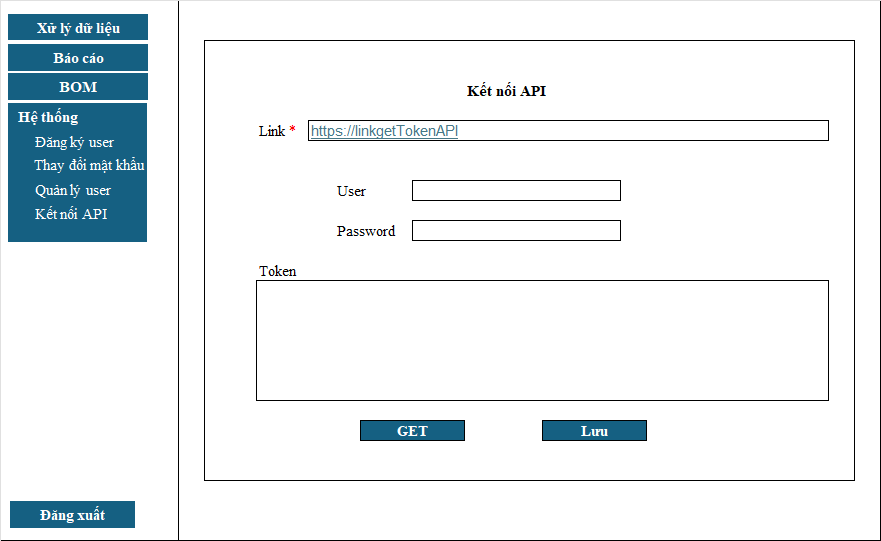 Xử lý dữ liệu
Báo cáo
BOM
Hệ thống
Đăng ký user
Thay đổi mật khẩu
Quản lý user
Kết nối API
Đăng xuất
Kết nối API
Link *
https://linkgetTokenAPI
User
Password
Token
GET
Lưu